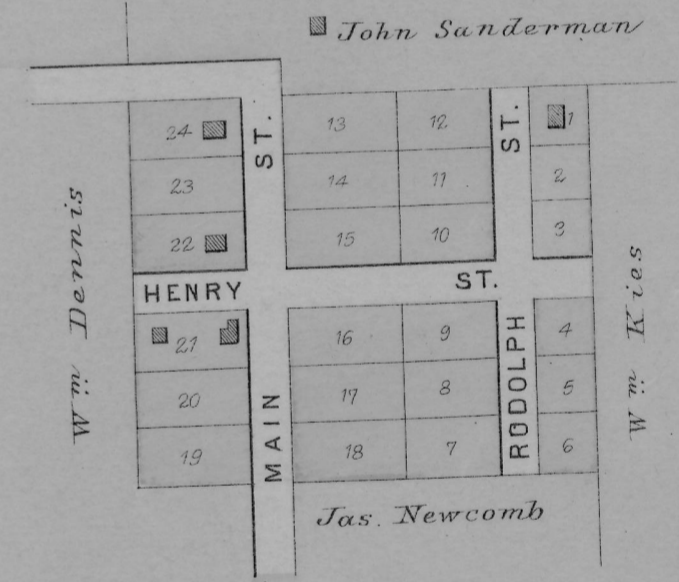 John Sanderman
24 ST. 13 12 ST. 1
23 14 11 2
22 15 10 3
HENRY ST.
21 16 9 4
20 17 8 5
19 18 7 6
MAIN
RODOLPH
Wm Dennis
Wm Kies
Jas. Newcomb